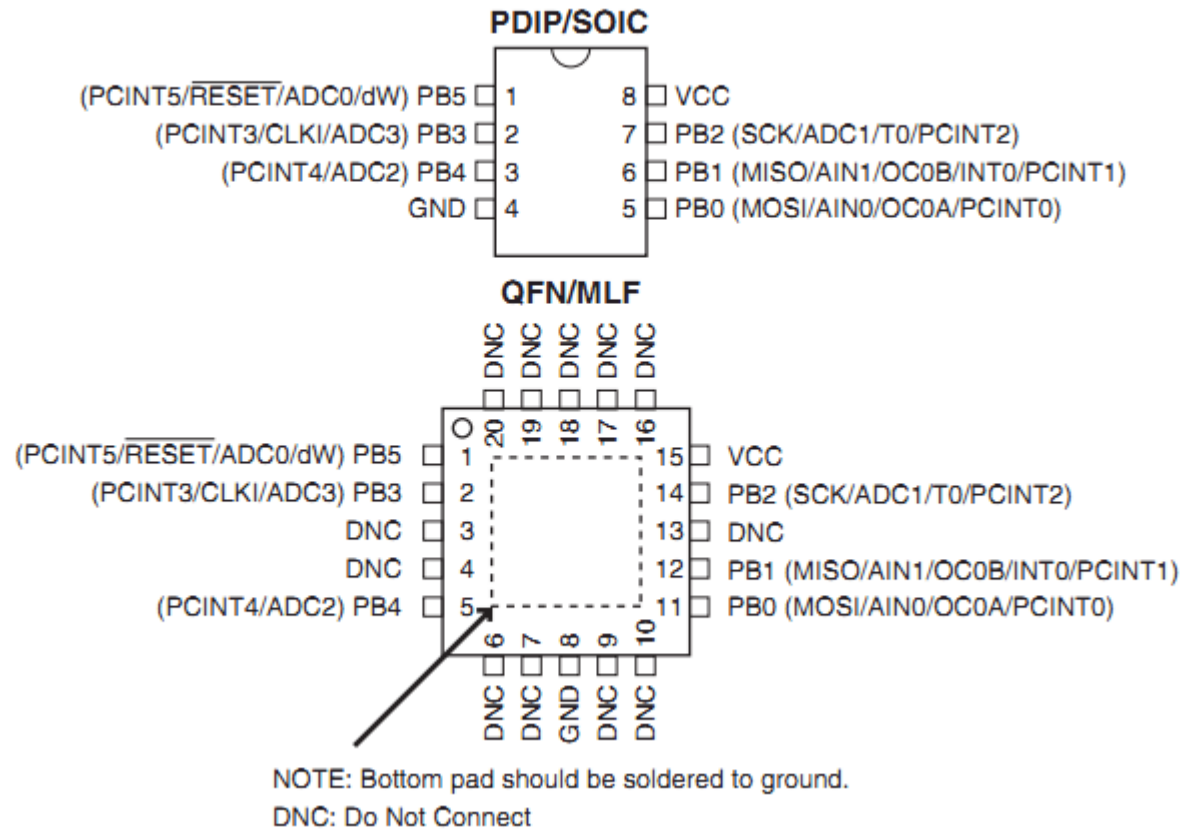 PDIP/SOIC
(PCINT5/RESET/ADC0/dW) PB5 1 8 VCC
(PCINT3/CLKI/ADC3) PB3 2 7 PB2 (SCK/ADC1/T0/PCINT2)
(PCINT4/ADC2) PB4 3 6 PB1 (MISO/AIN1/OC0B/INT0/PCINT1)
GND 4 5 PB0 (MOSI/AIN0/OC0A/PCINT0)
QFN/MLF
DNC DNC DNC DNC DNC
20 19 18 17 16
(PCINT5/RESET/ADC0/dW) PB5 1 15 VCC
(PCINT3/CLKI/ADC3) PB3 2 14 PB2 (SCK/ADC1/T0/PCINT2)
DNC 3 13 DNC
DNC 4 12 PB1 (MISO/AIN1/OC0B/INT0/PCINT1)
(PCINT4/ADC2) PB4 5 11 PB0 (MOSI/AIN0/OC0A/PCINT0)
6 7 8 9 10
DNC DNC GND DNC DNC
NOTE: Bottom pad should be soldered to ground.
DNC: Do Not Connect